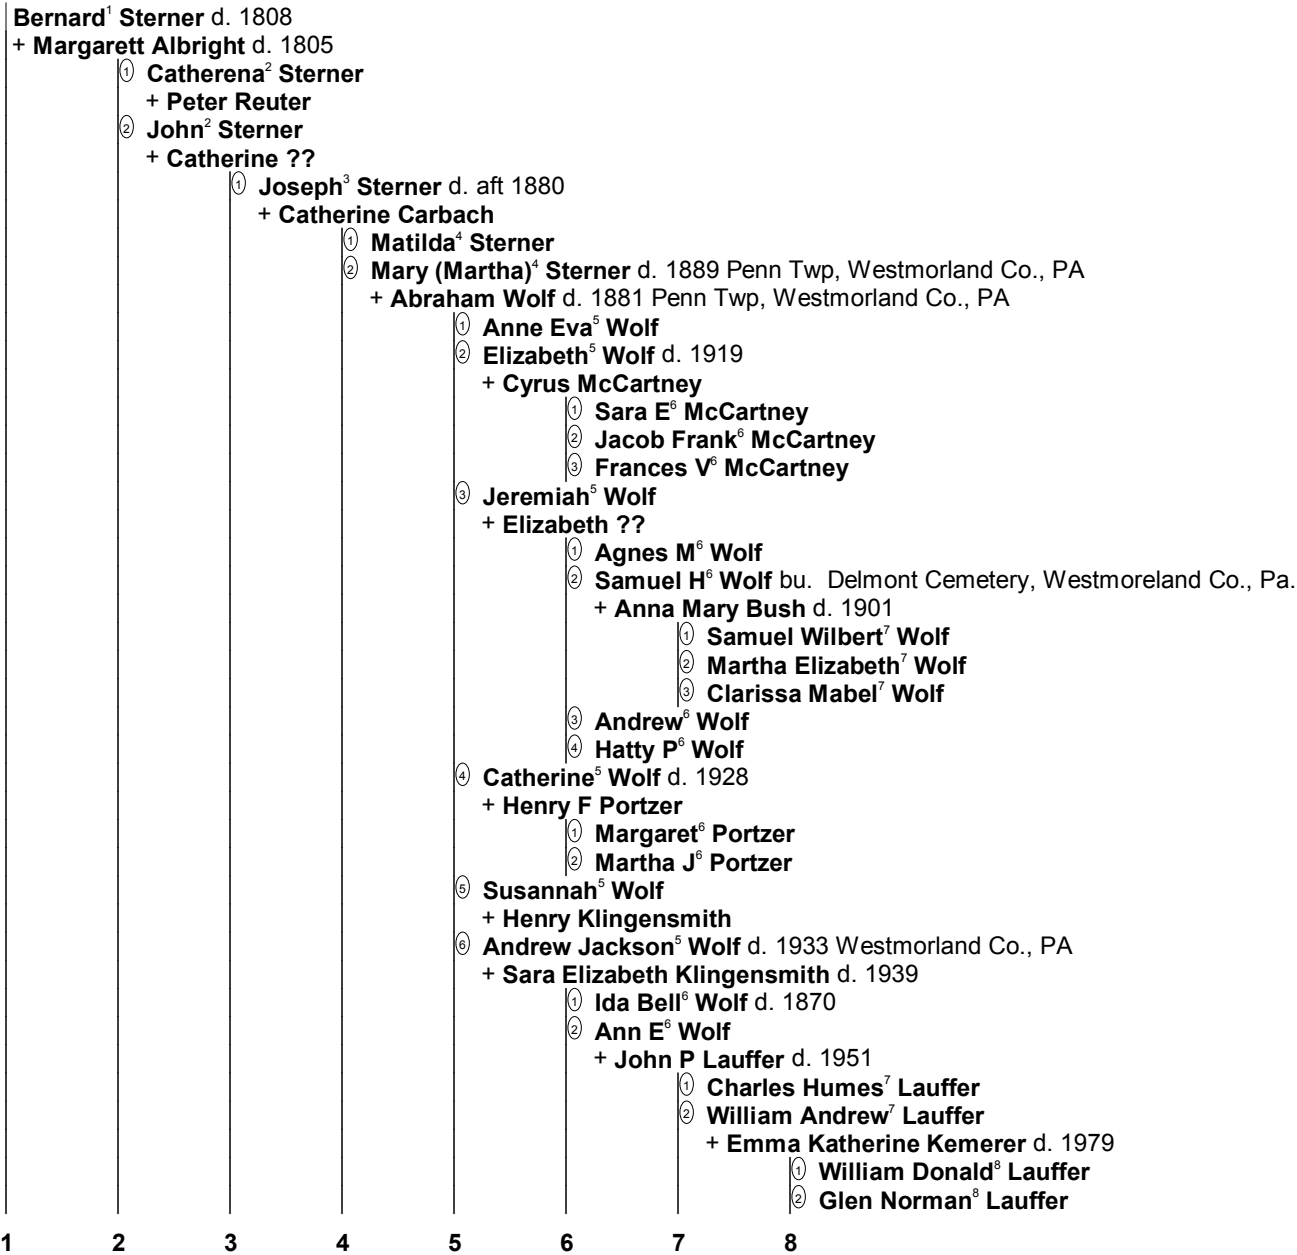 Bernard¹ Sterner d. 1808
+ Margarett Albright d. 1805
① Catherena² Sterner
+ Peter Reuter
② John² Sterner
+ Catherine ??
① Joseph³ Sterner d. aft 1880
+ Catherine Carbach
① Matilda⁴ Sterner
② Mary (Martha)⁴ Sterner d. 1889 Penn Twp, Westmorland Co., PA
+ Abraham Wolf d. 1881 Penn Twp, Westmorland Co., PA
① Anne Eva⁵ Wolf
② Elizabeth⁵ Wolf d. 1919
+ Cyrus McCartney
① Sara E⁶ McCartney
② Jacob Frank⁶ McCartney
③ Frances V⁶ McCartney
③ Jeremiah⁵ Wolf
+ Elizabeth ??
① Agnes M⁶ Wolf
② Samuel H⁶ Wolf bu. Delmont Cemetery, Westmoreland Co., Pa.
+ Anna Mary Bush d. 1901
① Samuel Wilbert⁷ Wolf
② Martha Elizabeth⁷ Wolf
③ Clarissa Mabel⁷ Wolf
③ Andrew⁶ Wolf
④ Hatty P⁶ Wolf
④ Catherine⁵ Wolf d. 1928
+ Henry F Portzer
① Margaret⁶ Portzer
② Martha J⁶ Portzer
⑤ Susannah⁵ Wolf
+ Henry Klingensmith
⑥ Andrew Jackson⁵ Wolf d. 1933 Westmorland Co., PA
+ Sara Elizabeth Klingensmith d. 1939
① Ida Bell⁶ Wolf d. 1870
② Ann E⁶ Wolf
+ John P Lauffer d. 1951
① Charles Humes⁷ Lauffer
② William Andrew⁷ Lauffer
+ Emma Katherine Kemerer d. 1979
① William Donald⁸ Lauffer
② Glen Norman⁸ Lauffer
1 2 3 4 5 6 7 8